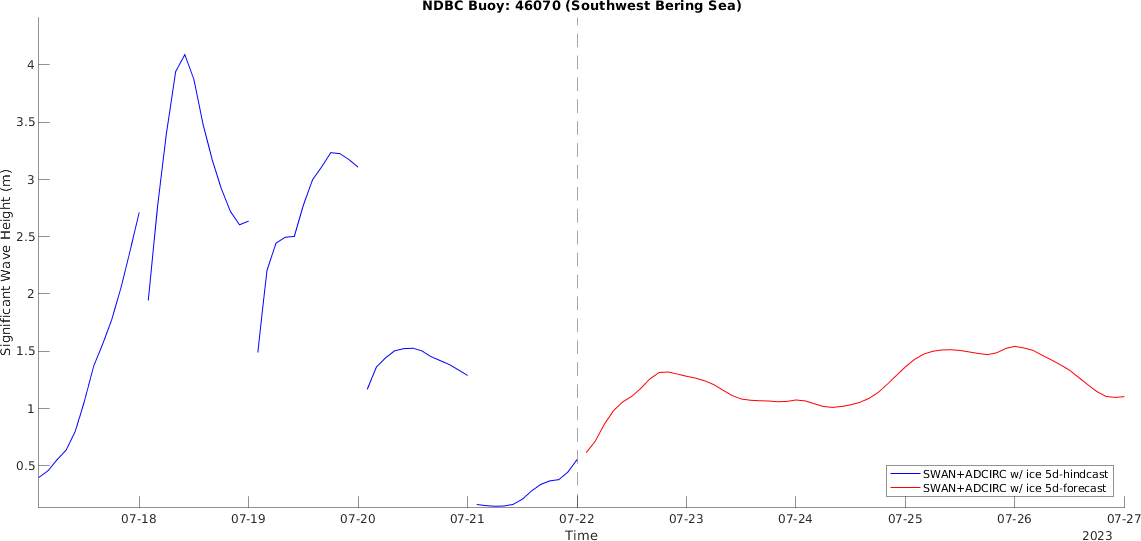 NDBC Buoy: 46070 (Southwest Bering Sea)
Significant Wave Height (m)
4
3.5
3
2.5
2
1.5
1
0.5
SWAN+ADCIRC w/ ice 5d-hindcast
SWAN+ADCIRC w/ ice 5d-forecast
07-18 07-19 07-20 07-21 07-22 07-23 07-24 07-25 07-26 07-27
Time
2023